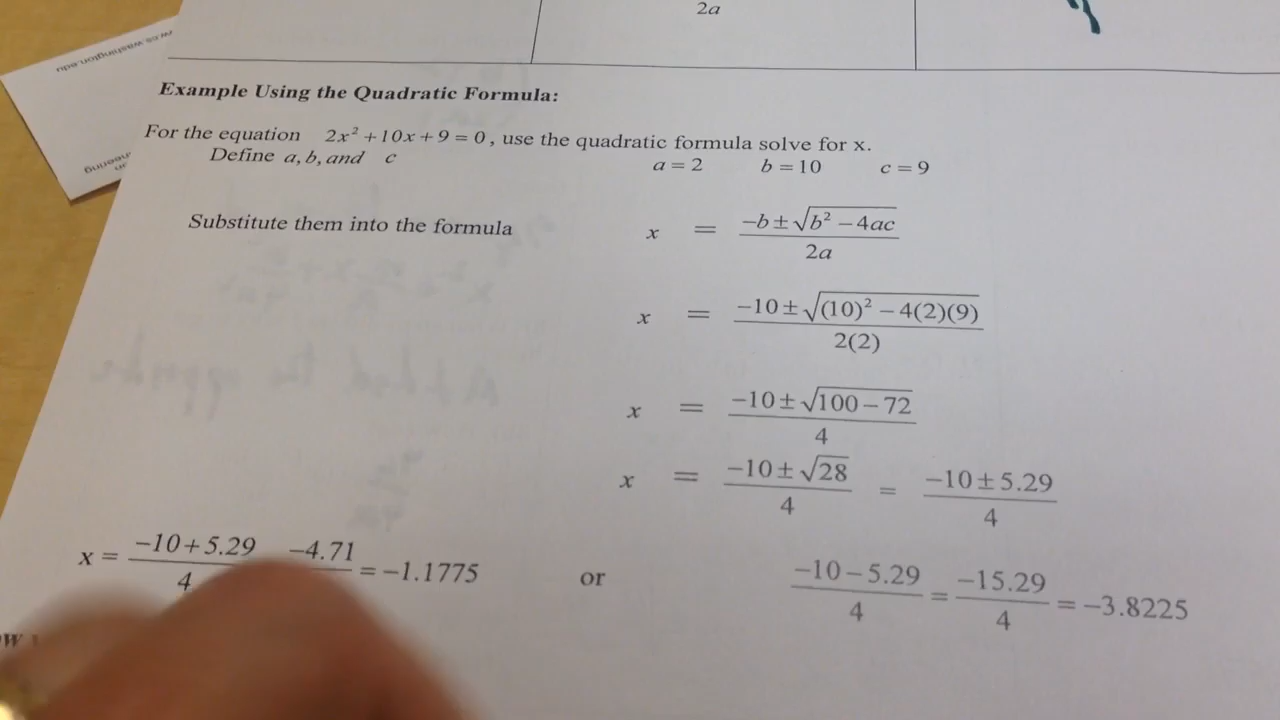 2a
Example Using the Quadratic Formula:
For the equation 2x² + 10x + 9 = 0, use the quadratic formula solve for x.
Define a, b, and c a = 2 b = 10 c = 9
Substitute them into the formula x = (-b ± √(b² - 4ac)) / 2a
x = (-10 ± √((10)² - 4(2)(9))) / 2(2)
x = (-10 ± √(100 - 72)) / 4
x = (-10 ± √28) / 4 = (-10 ± 5.29) / 4
x = (-10 + 5.29) / 4 -4.71 = -1.1775 or (-10 - 5.29) / 4 = (-15.29) / 4 = -3.8225